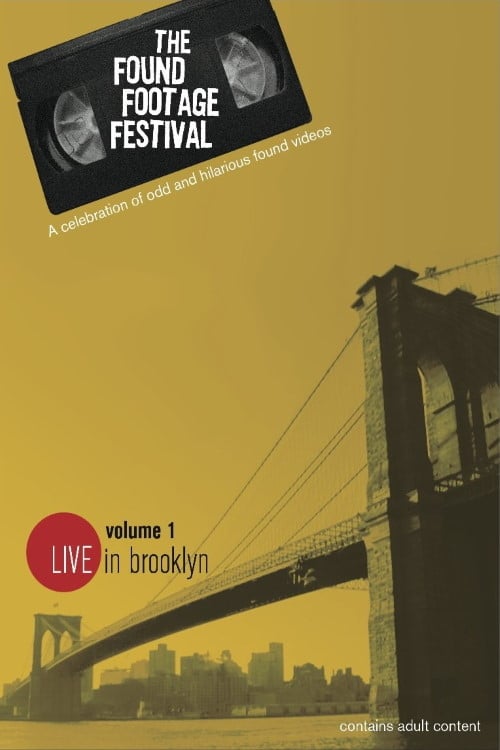 THE
FOUND
FOOTAGE
FESTIVAL
A celebration of odd and hilarious found videos
volume 1
LIVE in brooklyn
contains adult content